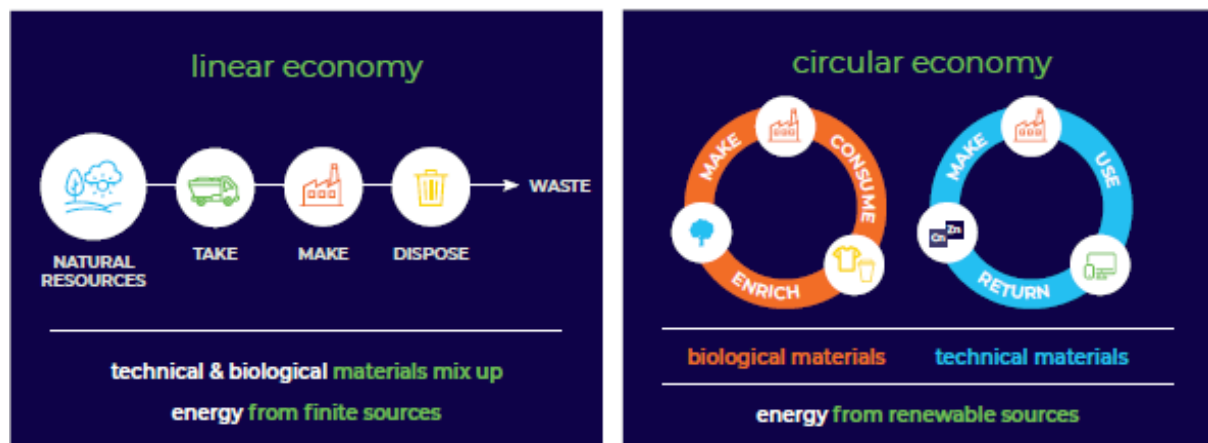 linear economy
NATURAL
RESOURCES
TAKE
MAKE
DISPOSE
WASTE
technical & biological materials mix up
energy from finite sources
circular economy
MAKE
CONSUME
ENRICH
MAKE
USE
RETURN
Cn
Zn
biological materials
technical materials
energy from renewable sources